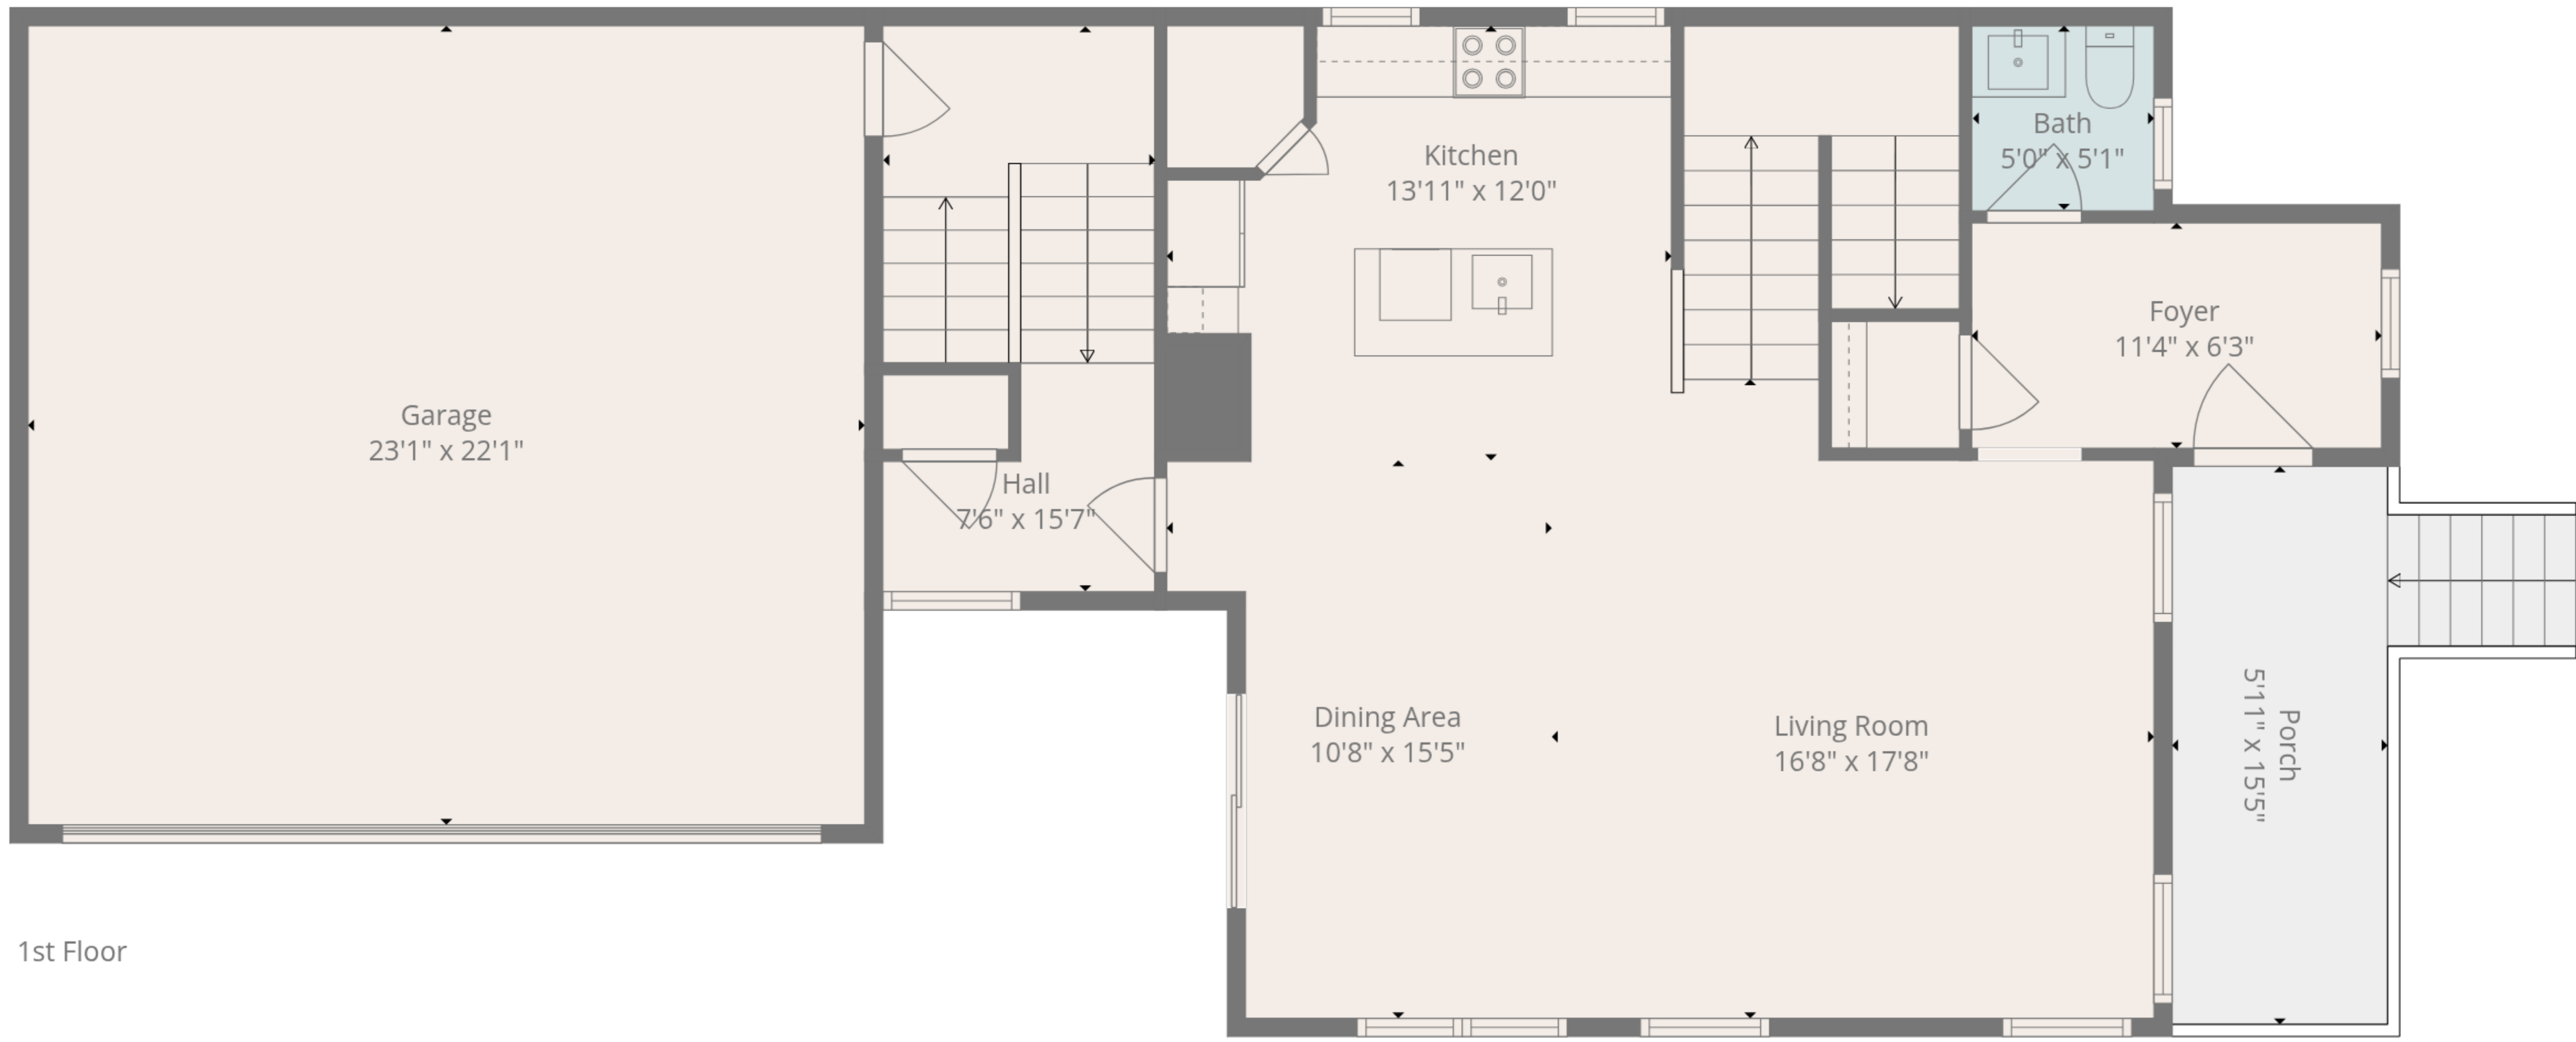 Kitchen
13'11" x 12'0"
Bath
5'0" x 5'1"
Foyer
11'4" x 6'3"
Garage
23'1" x 22'1"
Hall
7'6" x 15'7"
Dining Area
10'8" x 15'5"
Living Room
16'8" x 17'8"
Porch
5'11" x 15'5"
1st Floor